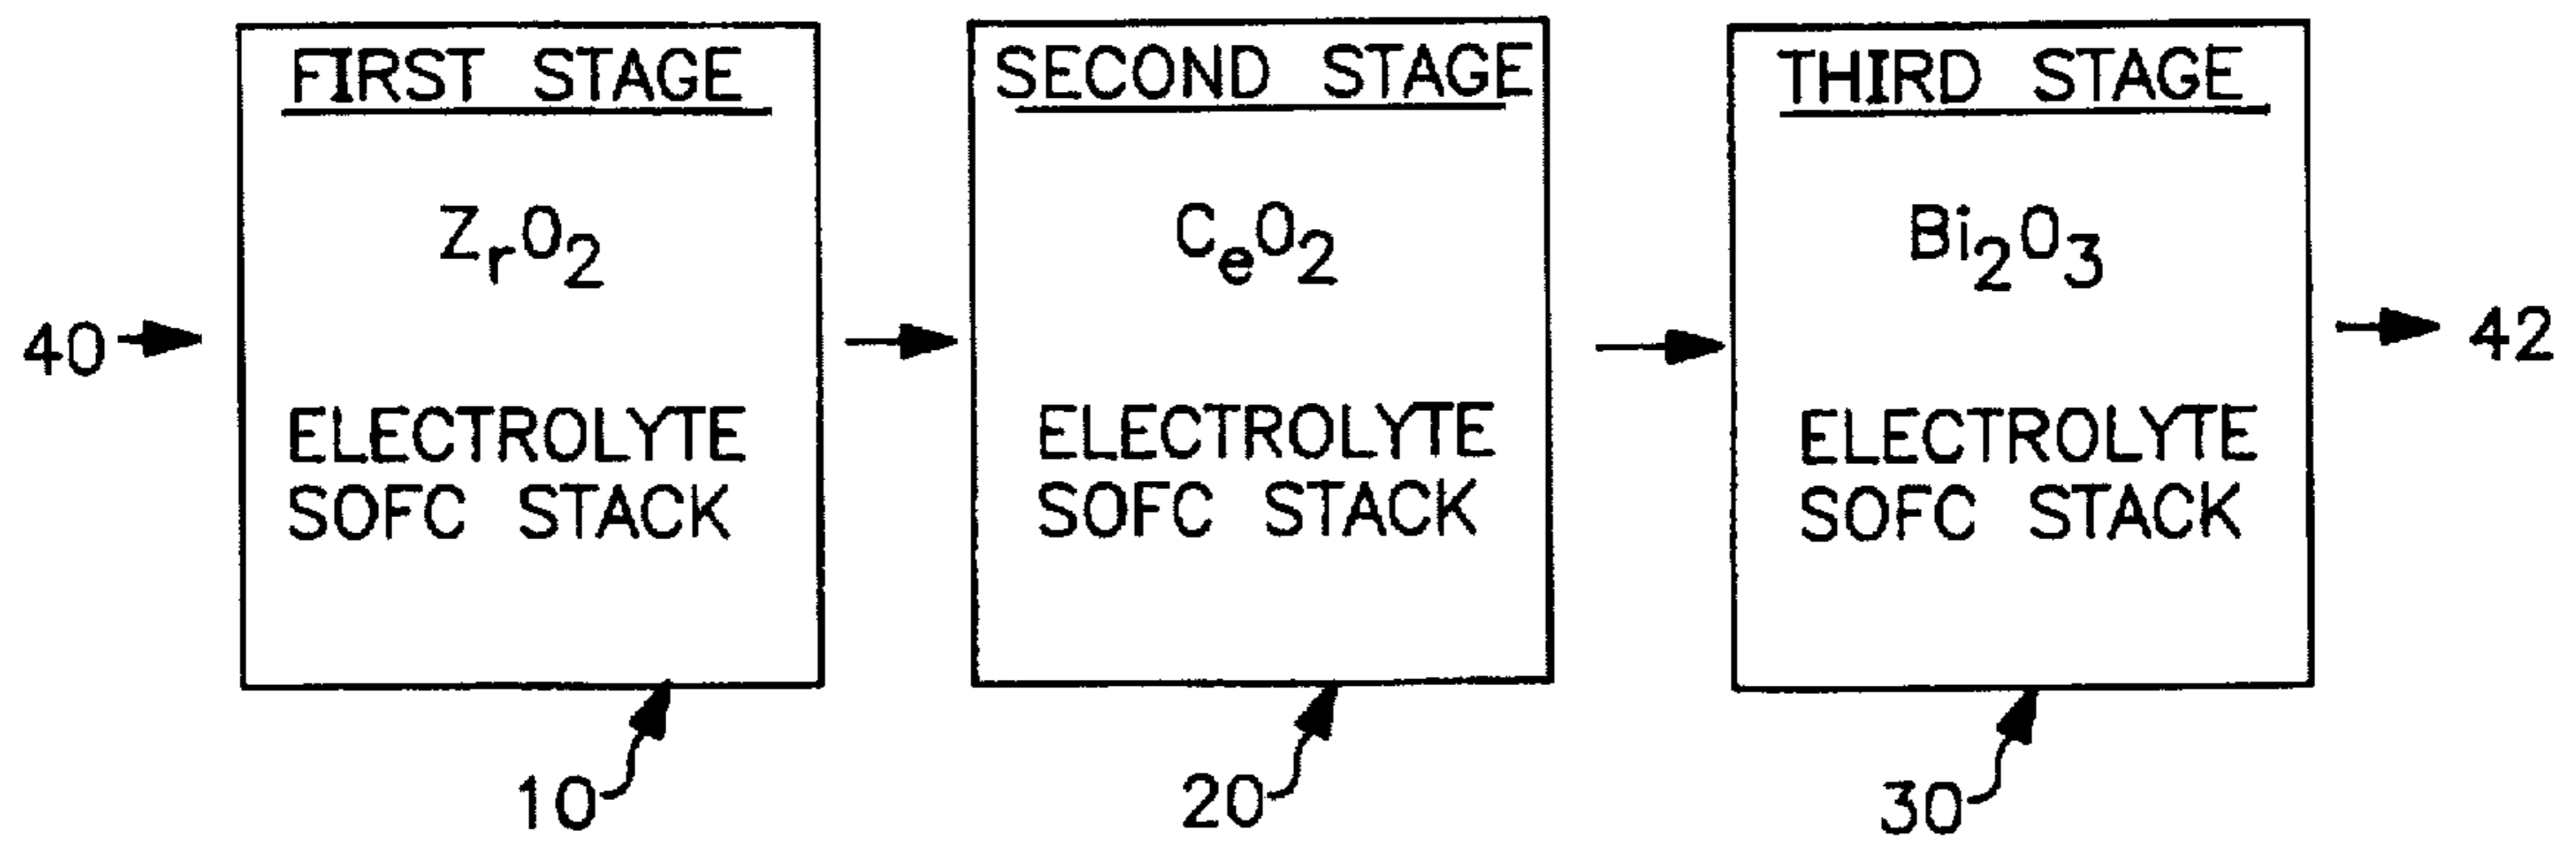 FIRST STAGE
ZrO2
ELECTROLYTE
SOFC STACK
10
SECOND STAGE
CeO2
ELECTROLYTE
SOFC STACK
20
THIRD STAGE
Bi2O3
ELECTROLYTE
SOFC STACK
30
40
42